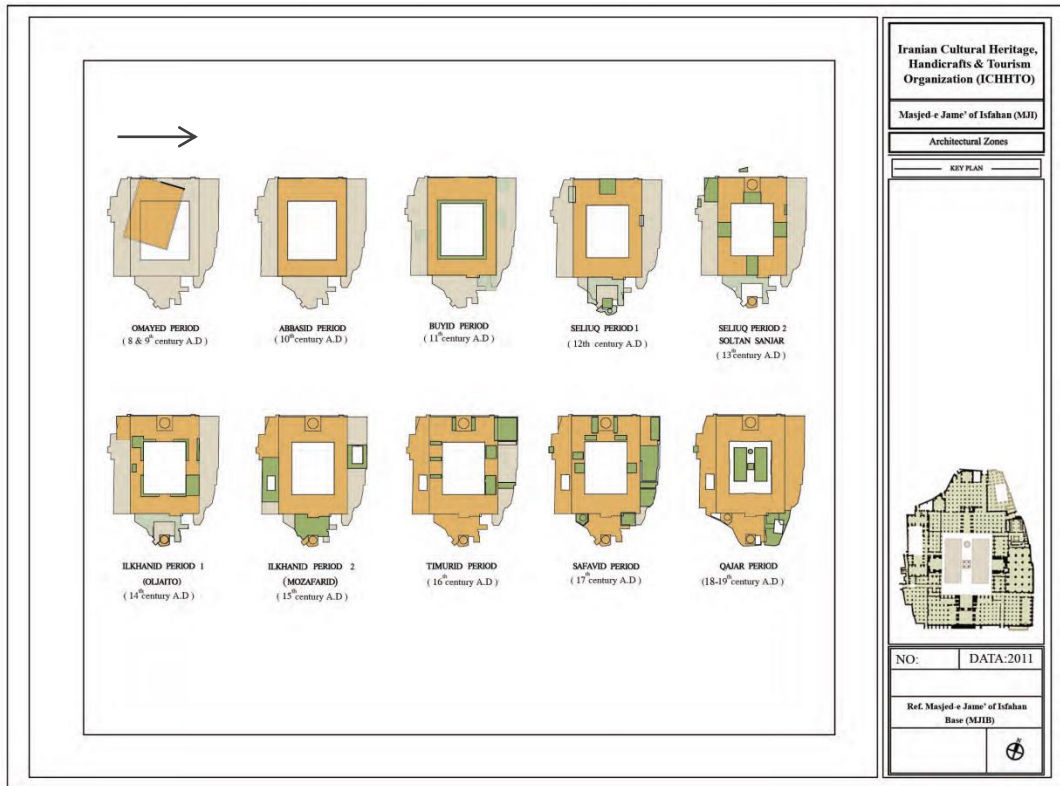 OMAYED PERIOD
( 8 & 9th century A.D )
ABBASID PERIOD
( 10th century A.D )
BUYID PERIOD
( 11th century A.D )
SELIUQ PERIOD 1
( 12th century A.D )
SELIUQ PERIOD 2
SOLTAN SANJAR
( 13th century A.D )
ILKHANID PERIOD 1
(OLJAITO)
( 14th century A.D )
ILKHANID PERIOD 2
(MOZAFARID)
( 15th century A.D )
TIMURID PERIOD
( 16th century A.D )
SAFAVID PERIOD
( 17th century A.D )
QAJAR PERIOD
(18-19th century A.D )
Iranian Cultural Heritage,
Handicrafts & Tourism
Organization (ICHHTO)
Masjed-e Jame' of Isfahan (MJI)
Architectural Zones
KEY PLAN
NO: DATA:2011
Ref. Masjed-e Jame' of Isfahan
Base (MJIB)
N